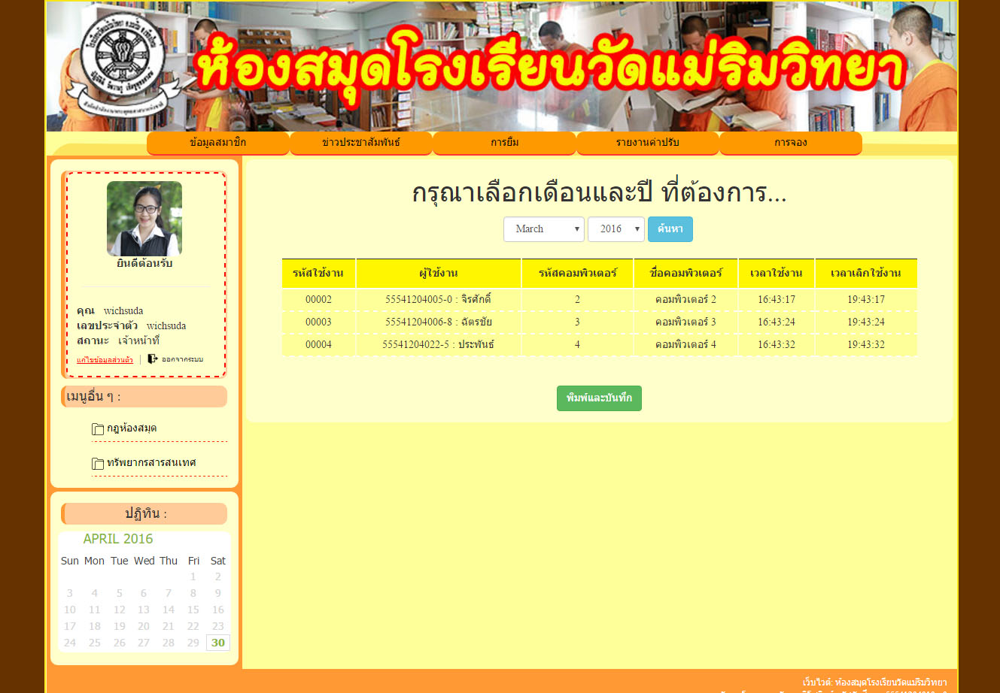 ห้องสมุดโรงเรียนวัดแม่ริมวิทยา
ข้อมูลสมาชิก ข่าวประชาสัมพันธ์ การยืม รายงานค่าปรับ การจอง
ยินดีต้อนรับ
คุณ wichsuda
เลขประจำตัว wichsuda
สถานะ เจ้าหน้าที่
แก้ไขข้อมูลส่วนตัว | ออกจากระบบ
เมนูอื่น ๆ :
กฎห้องสมุด
ทรัพยากรสารสนเทศ
ปฏิทิน :
APRIL 2016
Sun Mon Tue Wed Thu Fri Sat
1 2
3 4 5 6 7 8 9
10 11 12 13 14 15 16
17 18 19 20 21 22 23
24 25 26 27 28 29 30
กรุณาเลือกเดือนและปี ที่ต้องการ...
March 2016 ค้นหา
รหัสใช้งาน ผู้ใช้งาน รหัสคอมพิวเตอร์ ชื่อคอมพิวเตอร์ เวลาใช้งาน เวลาเลิกใช้งาน
00002 55541204005-0 : จิรศักดิ์ 2 คอมพิวเตอร์ 2 16:43:17 19:43:17
00003 55541204006-8 : ฉัตรชัย 3 คอมพิวเตอร์ 3 16:43:24 19:43:24
00004 55541204022-5 : ประพันธ์ 4 คอมพิวเตอร์ 4 16:43:32 19:43:32
พิมพ์และบันทึก
เว็บไวต์: ห้องสมุดโรงเรียนวัดแม่ริมวิทยา